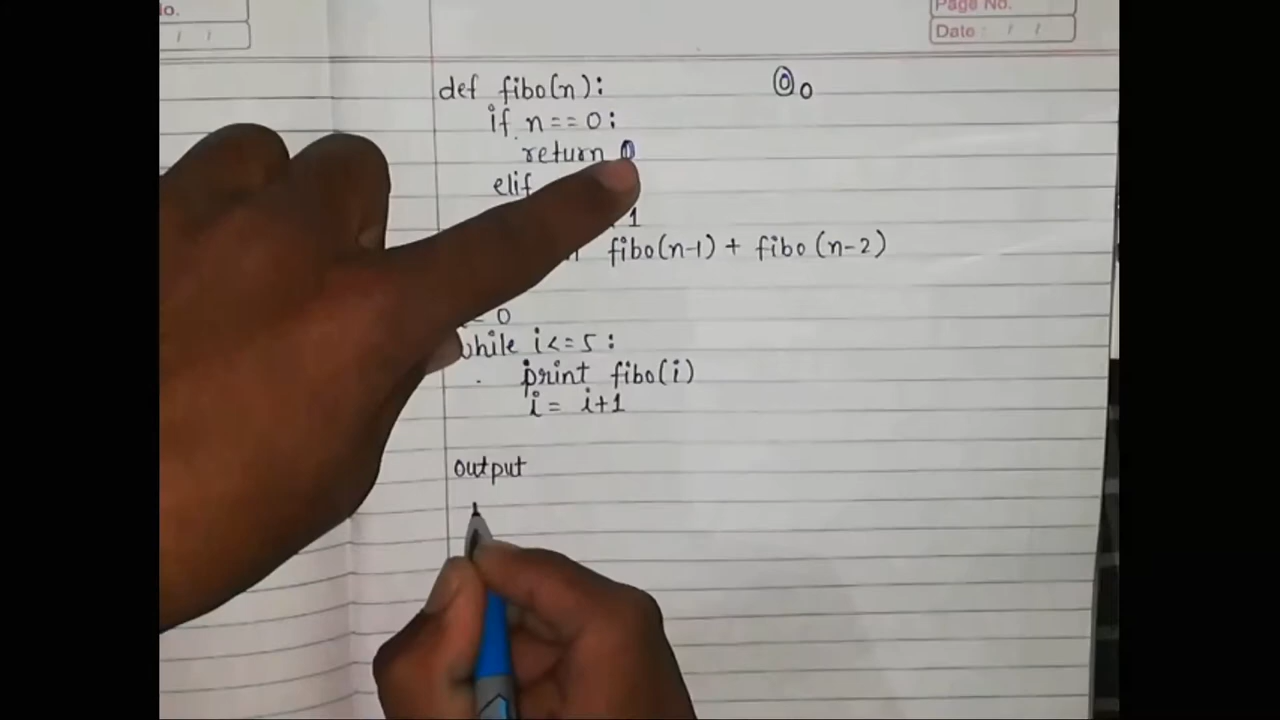 No.
Page No.
Date : / /
def fibo(n):
if n == 0:
return 0
elif
1
fibo(n-1) + fibo (n-2)
0
while i<= 5 :
print fibo(i)
i = i+1
output
0 0